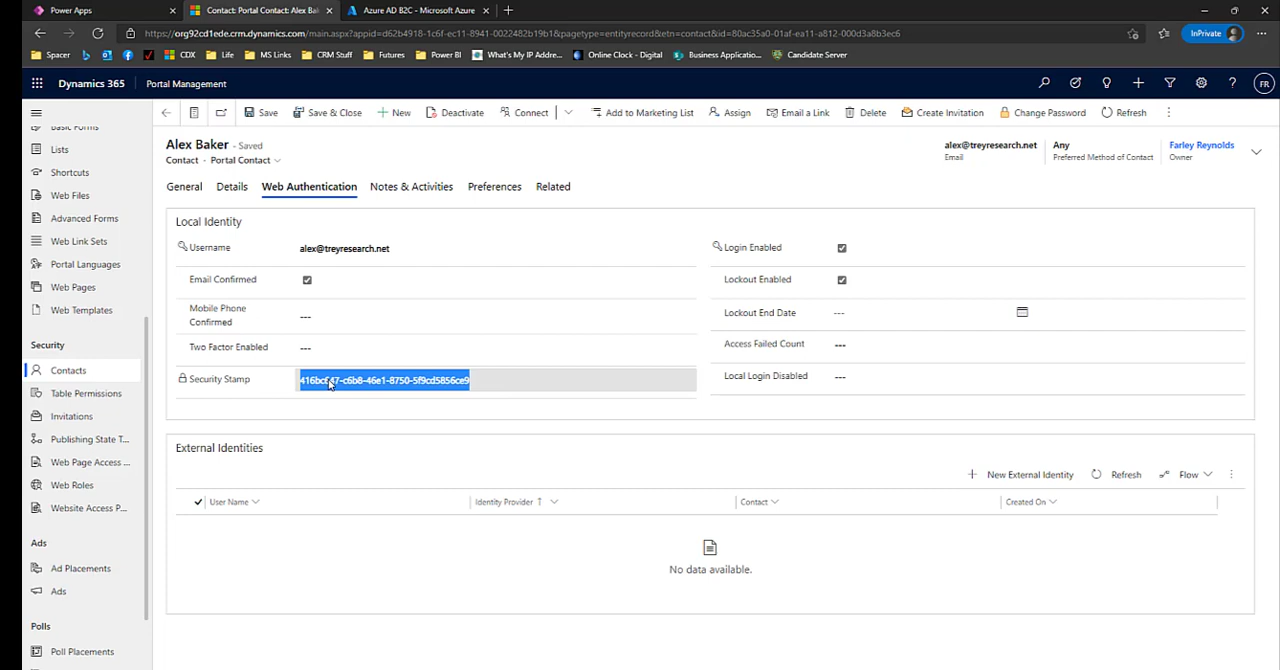 Power Apps
Contact: Portal Contact: Alex Bak
Azure AD B2C - Microsoft Azure
https://org92cd1ede.crm.dynamics.com/main.aspx?appid=d62b4918-1c6f-ec11-8941-0022482b19b1&pagetype=entityrecord&etn=contact&id=80ac35a0-01af-ea11-a812-000d3a8b3ec6
InPrivate
Spacer
CDX
Life
MS Links
CRM Stuff
Futures
Power BI
What's My IP Addre...
Online Clock - Digital
Business Applicatio...
Candidate Server
Dynamics 365
Portal Management
FR
Save
Save & Close
New
Deactivate
Connect
Add to Marketing List
Assign
Email a Link
Delete
Create Invitation
Change Password
Refresh
Basic Forms
Lists
Shortcuts
Web Files
Advanced Forms
Web Link Sets
Portal Languages
Web Pages
Web Templates
Security
Contacts
Table Permissions
Invitations
Publishing State T...
Web Page Access ...
Web Roles
Website Access P...
Ads
Ad Placements
Ads
Polls
Poll Placements
Alex Baker - Saved
Contact · Portal Contact
alex@treyresearch.net
Email
Any
Preferred Method of Contact
Farley Reynolds
Owner
General
Details
Web Authentication
Notes & Activities
Preferences
Related
Local Identity
Username
alex@treyresearch.net
Email Confirmed
Mobile Phone
Confirmed
---
Two Factor Enabled
---
Security Stamp
Login Enabled
Lockout Enabled
Lockout End Date
---
Access Failed Count
---
Local Login Disabled
---
External Identities
New External Identity
Refresh
Flow
User Name
Identity Provider ↑
Contact
Created On
No data available.